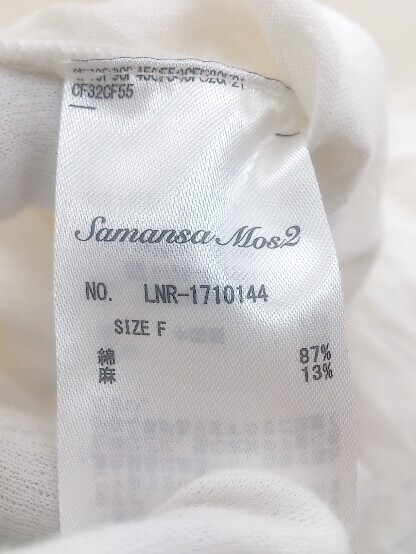 CF32CF55
Samansa Mos2
NO. LNR-1710144
SIZE F
綿 87%
麻 13%